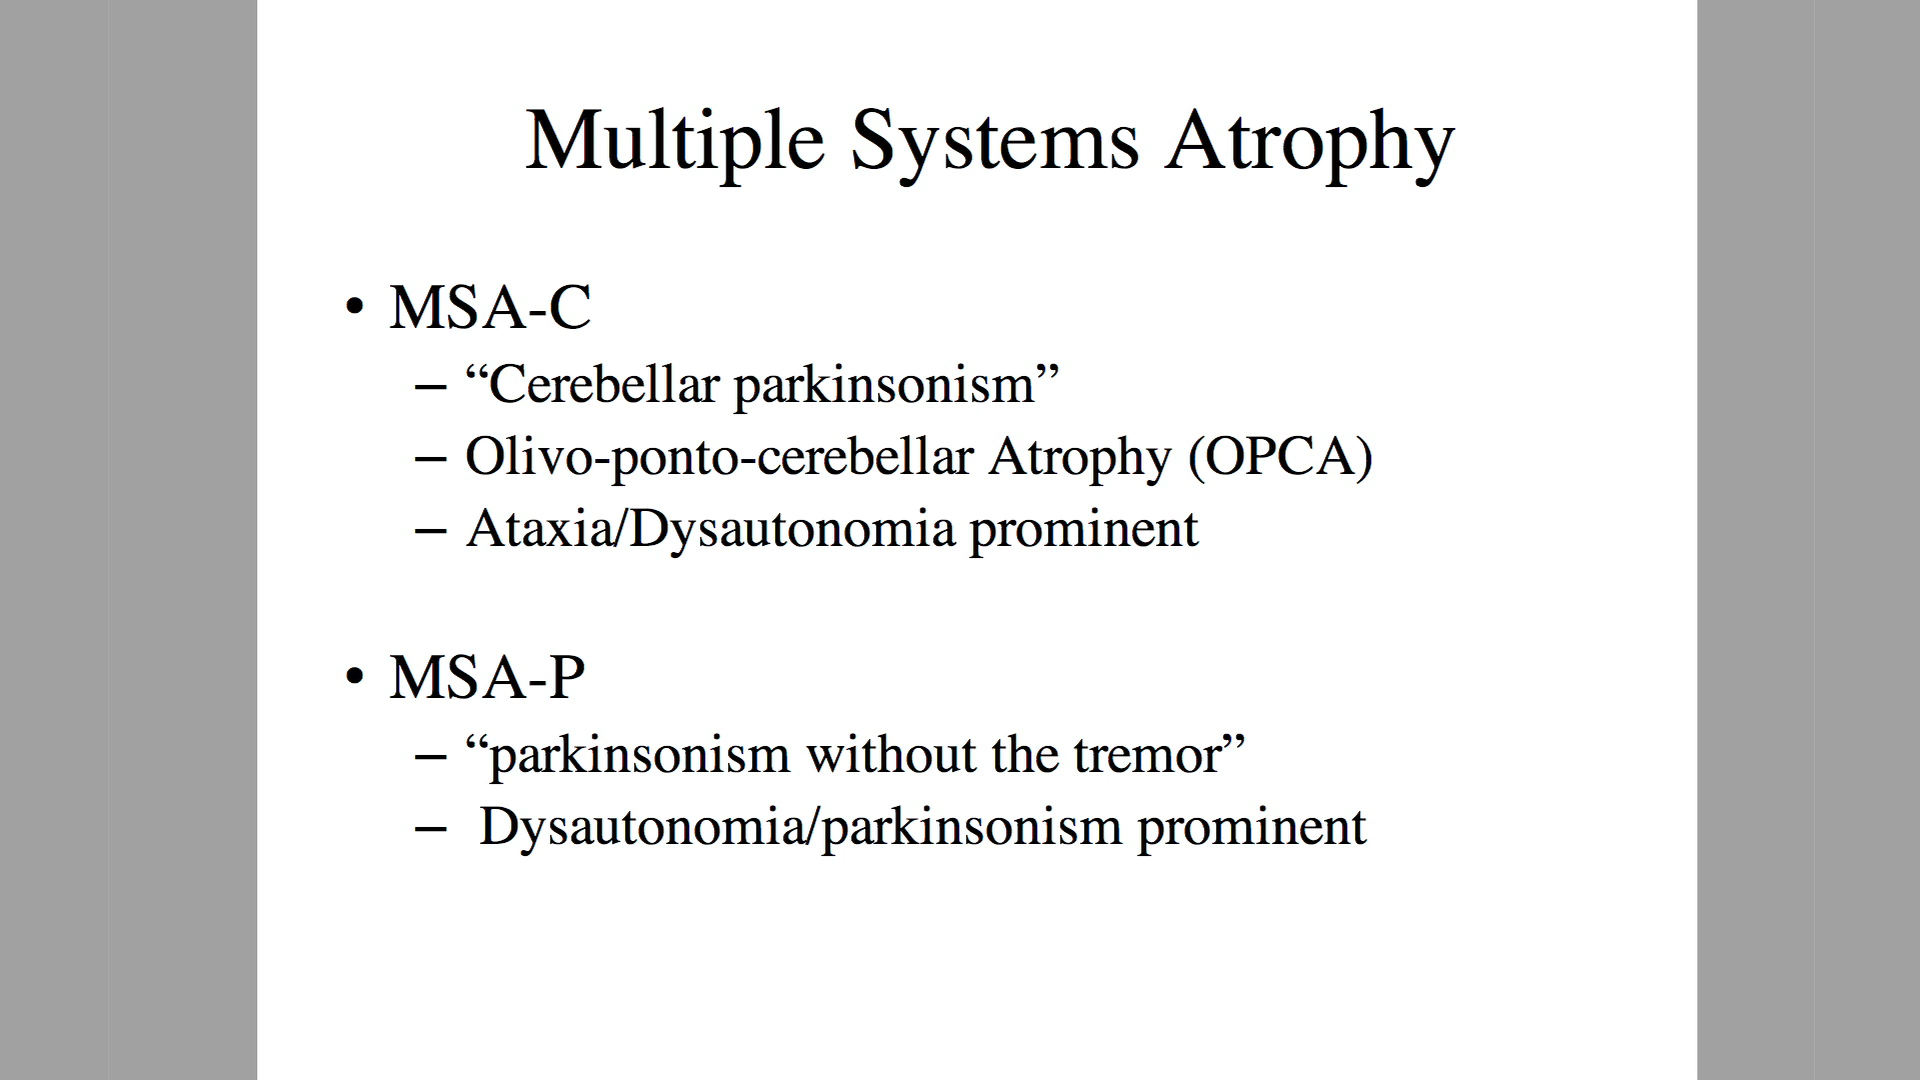 Multiple Systems Atrophy
• MSA-C
– “Cerebellar parkinsonism”
– Olivo-ponto-cerebellar Atrophy (OPCA)
– Ataxia/Dysautonomia prominent
• MSA-P
– “parkinsonism without the tremor”
– Dysautonomia/parkinsonism prominent